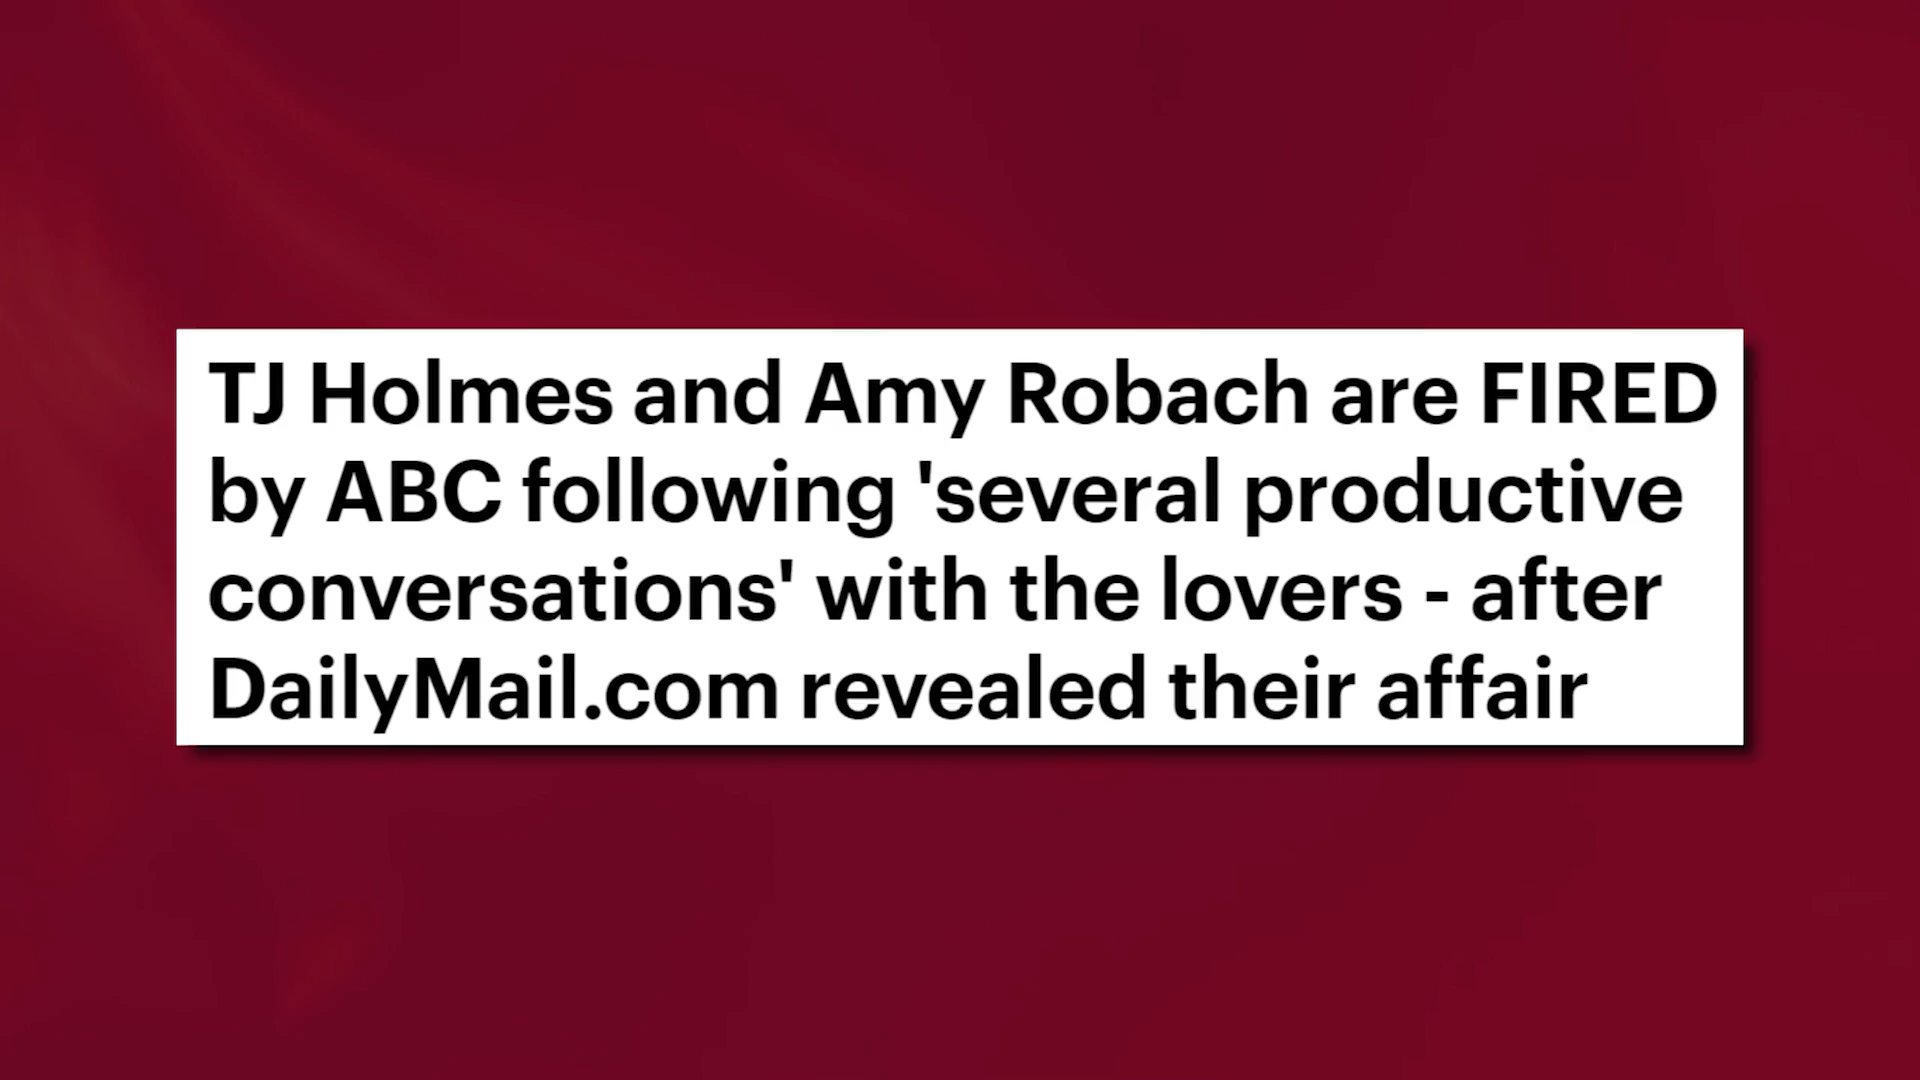 TJ Holmes and Amy Robach are FIRED
by ABC following 'several productive
conversations' with the lovers - after
DailyMail.com revealed their affair